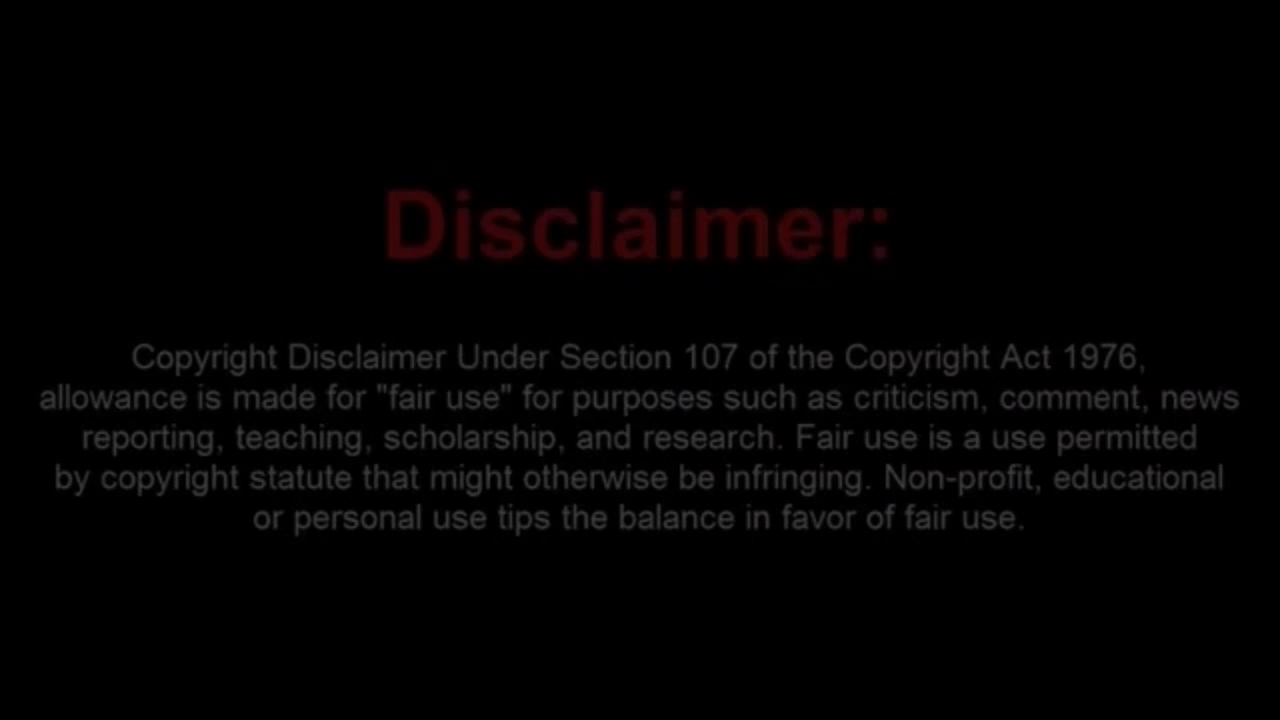 Disclaimer:
Copyright Disclaimer Under Section 107 of the Copyright Act 1976,
allowance is made for "fair use" for purposes such as criticism, comment, news
reporting, teaching, scholarship, and research. Fair use is a use permitted
by copyright statute that might otherwise be infringing. Non-profit, educational
or personal use tips the balance in favor of fair use.